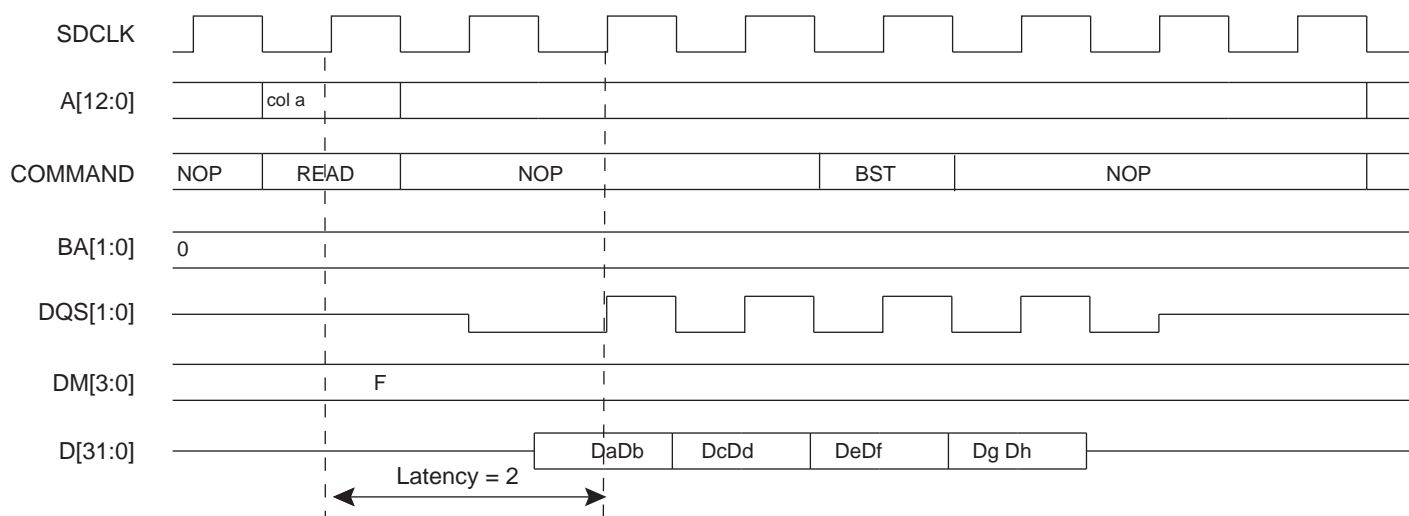 SDCLK
A[12:0] col a
COMMAND NOP READ NOP BST NOP
BA[1:0] 0
DQS[1:0]
DM[3:0] F
D[31:0] DaDb DcDd DeDf Dg Dh
Latency = 2